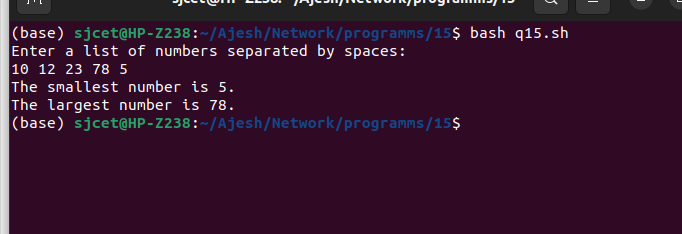 sjcet@HP-Z238: ~/Ajesh/Network/programms/15
(base) sjcet@HP-Z238:~/Ajesh/Network/programms/15$ bash q15.sh
Enter a list of numbers separated by spaces:
10 12 23 78 5
The smallest number is 5.
The largest number is 78.
(base) sjcet@HP-Z238:~/Ajesh/Network/programms/15$